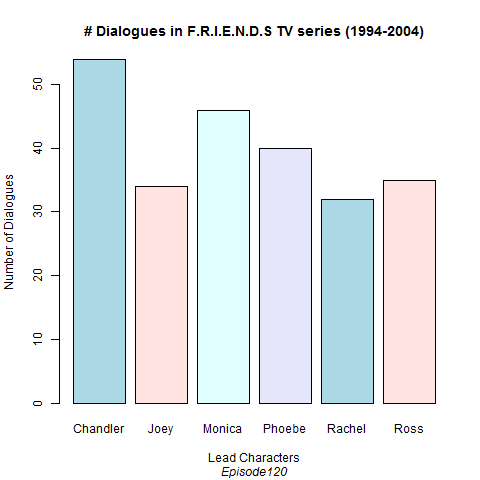 # Dialogues in F.R.I.E.N.D.S TV series (1994-2004)
Number of Dialogues
50
40
30
20
10
0
Chandler Joey Monica Phoebe Rachel Ross
Lead Characters
Episode120